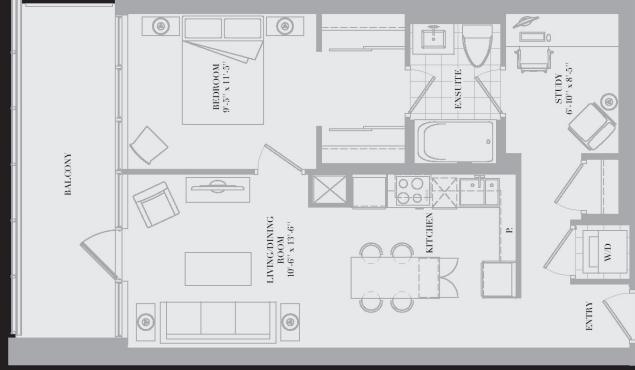 BALCONY
BEDROOM
9'-5" x 11'-5"
ENSUITE
STUDY
6'-10" x 8'-5"
LIVING/DINING
ROOM
10'-6" x 13'-6"
KITCHEN
P.
W/D
ENTRY